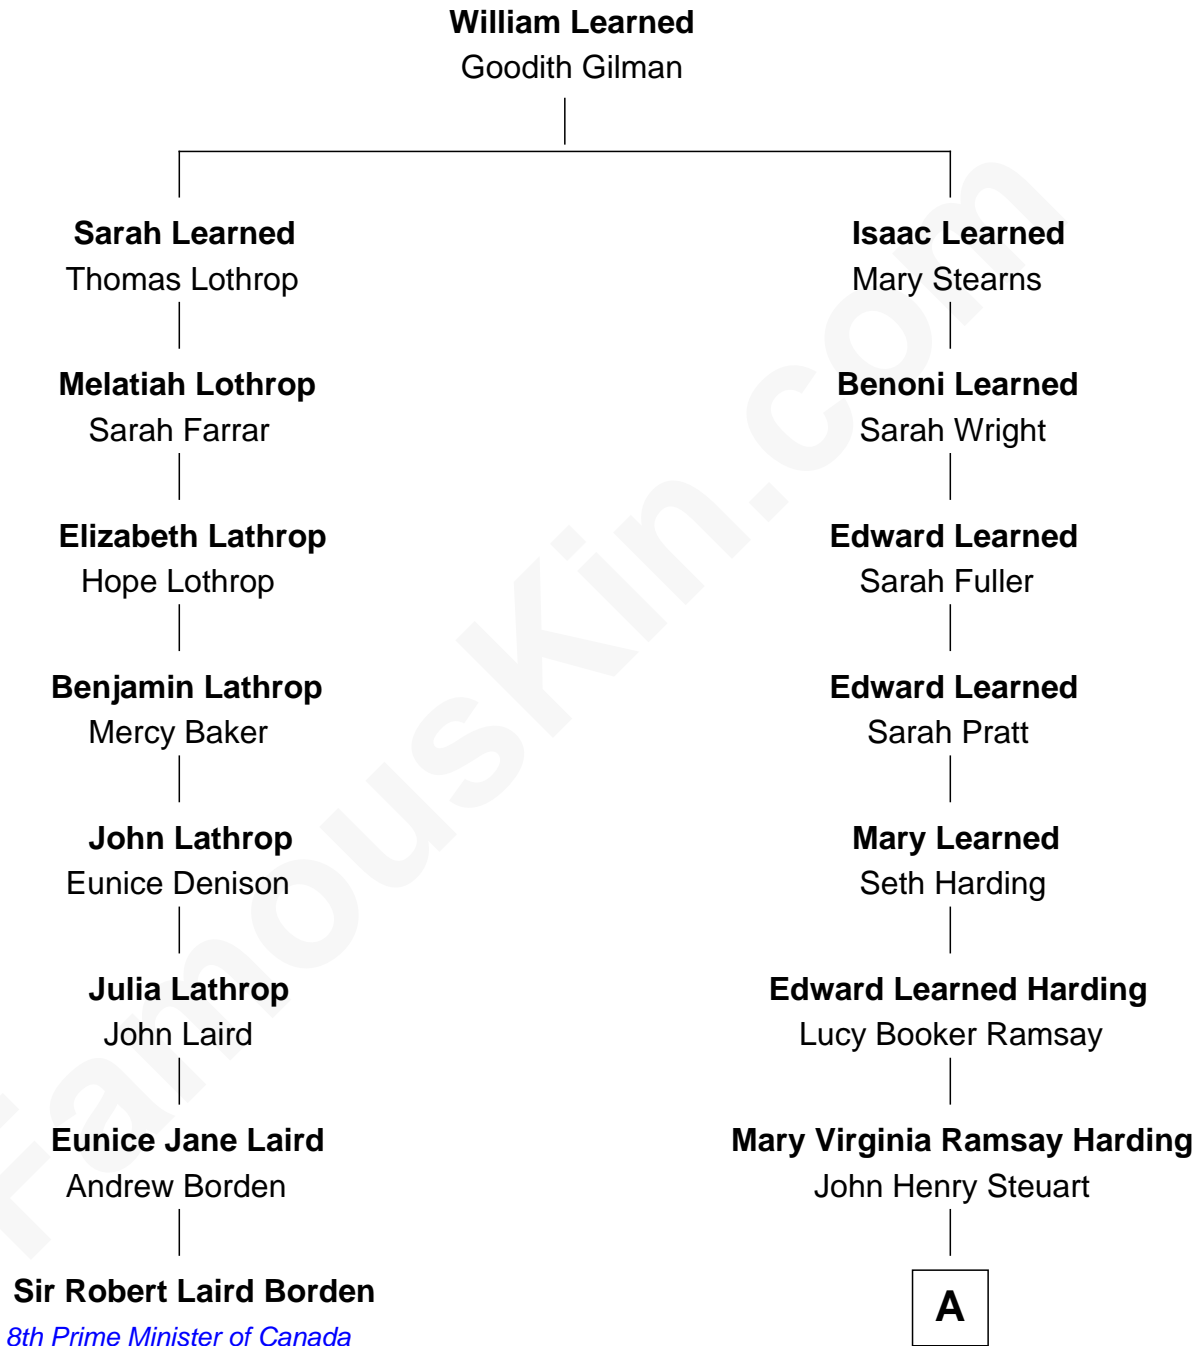 William Learned
Goodith Gilman
Sarah Learned
Thomas Lothrop
Melatiah Lothrop
Sarah Farrar
Elizabeth Lathrop
Hope Lothrop
Benjamin Lathrop
Mercy Baker
John Lathrop
Eunice Denison
Julia Lathrop
John Laird
Eunice Jane Laird
Andrew Borden
Sir Robert Laird Borden
8th Prime Minister of Canada
Isaac Learned
Mary Stearns
Benoni Learned
Sarah Wright
Edward Learned
Sarah Fuller
Edward Learned
Sarah Pratt
Mary Learned
Seth Harding
Edward Learned Harding
Lucy Booker Ramsay
Mary Virginia Ramsay Harding
John Henry Steuart
A
FamousKin.com